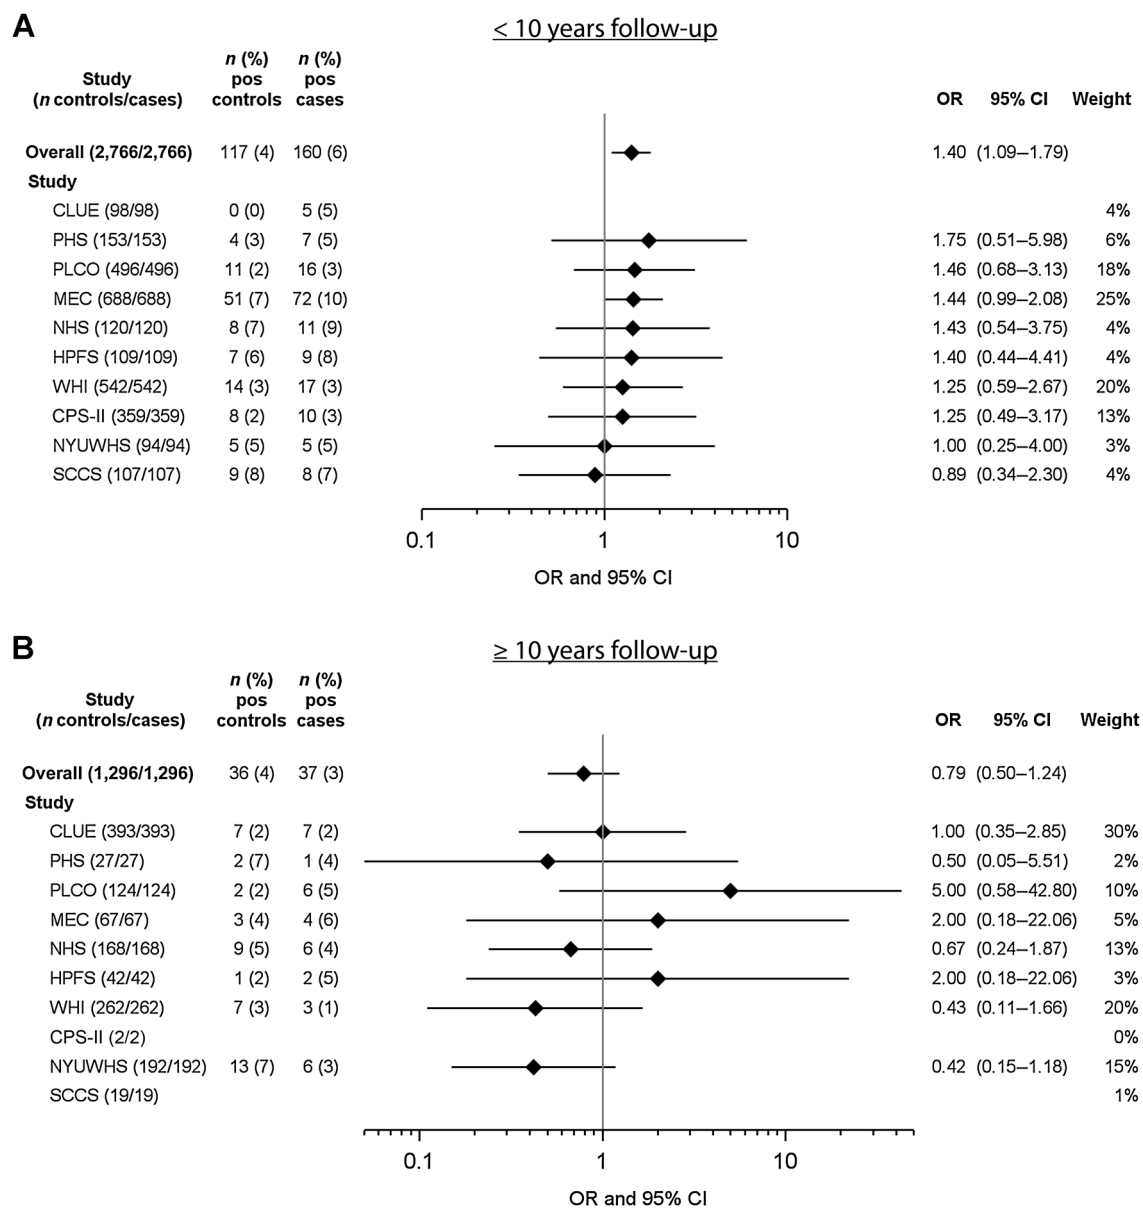 A
< 10 years follow-up
Study
(n controls/cases)
n (%)
pos
controls
n (%)
pos
cases
OR 95% CI Weight
Overall (2,766/2,766) 117 (4) 160 (6) 1.40 (1.09–1.79)
Study
CLUE (98/98) 0 (0) 5 (5) 4%
PHS (153/153) 4 (3) 7 (5) 1.75 (0.51–5.98) 6%
PLCO (496/496) 11 (2) 16 (3) 1.46 (0.68–3.13) 18%
MEC (688/688) 51 (7) 72 (10) 1.44 (0.99–2.08) 25%
NHS (120/120) 8 (7) 11 (9) 1.43 (0.54–3.75) 4%
HPFS (109/109) 7 (6) 9 (8) 1.40 (0.44–4.41) 4%
WHI (542/542) 14 (3) 17 (3) 1.25 (0.59–2.67) 20%
CPS-II (359/359) 8 (2) 10 (3) 1.25 (0.49–3.17) 13%
NYUWHS (94/94) 5 (5) 5 (5) 1.00 (0.25–4.00) 3%
SCCS (107/107) 9 (8) 8 (7) 0.89 (0.34–2.30) 4%
0.1 1 10
OR and 95% CI
B
≥ 10 years follow-up
Study
(n controls/cases)
n (%)
pos
controls
n (%)
pos
cases
OR 95% CI Weight
Overall (1,296/1,296) 36 (4) 37 (3) 0.79 (0.50–1.24)
Study
CLUE (393/393) 7 (2) 7 (2) 1.00 (0.35–2.85) 30%
PHS (27/27) 2 (7) 1 (4) 0.50 (0.05–5.51) 2%
PLCO (124/124) 2 (2) 6 (5) 5.00 (0.58–42.80) 10%
MEC (67/67) 3 (4) 4 (6) 2.00 (0.18–22.06) 5%
NHS (168/168) 9 (5) 6 (4) 0.67 (0.24–1.87) 13%
HPFS (42/42) 1 (2) 2 (5) 2.00 (0.18–22.06) 3%
WHI (262/262) 7 (3) 3 (1) 0.43 (0.11–1.66) 20%
CPS-II (2/2) 0%
NYUWHS (192/192) 13 (7) 6 (3) 0.42 (0.15–1.18) 15%
SCCS (19/19) 1%
0.1 1 10
OR and 95% CI